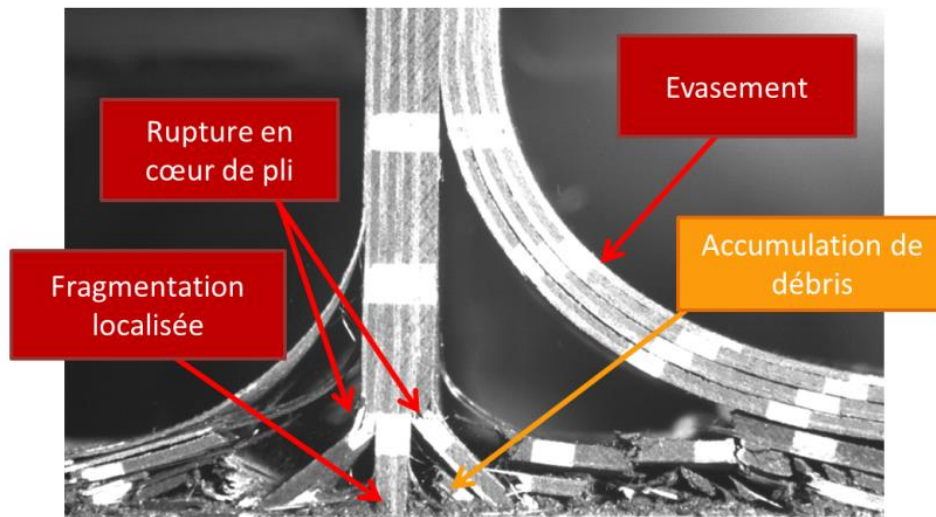 Evasement
Rupture en
cœur de pli
Accumulation de
débris
Fragmentation
localisée